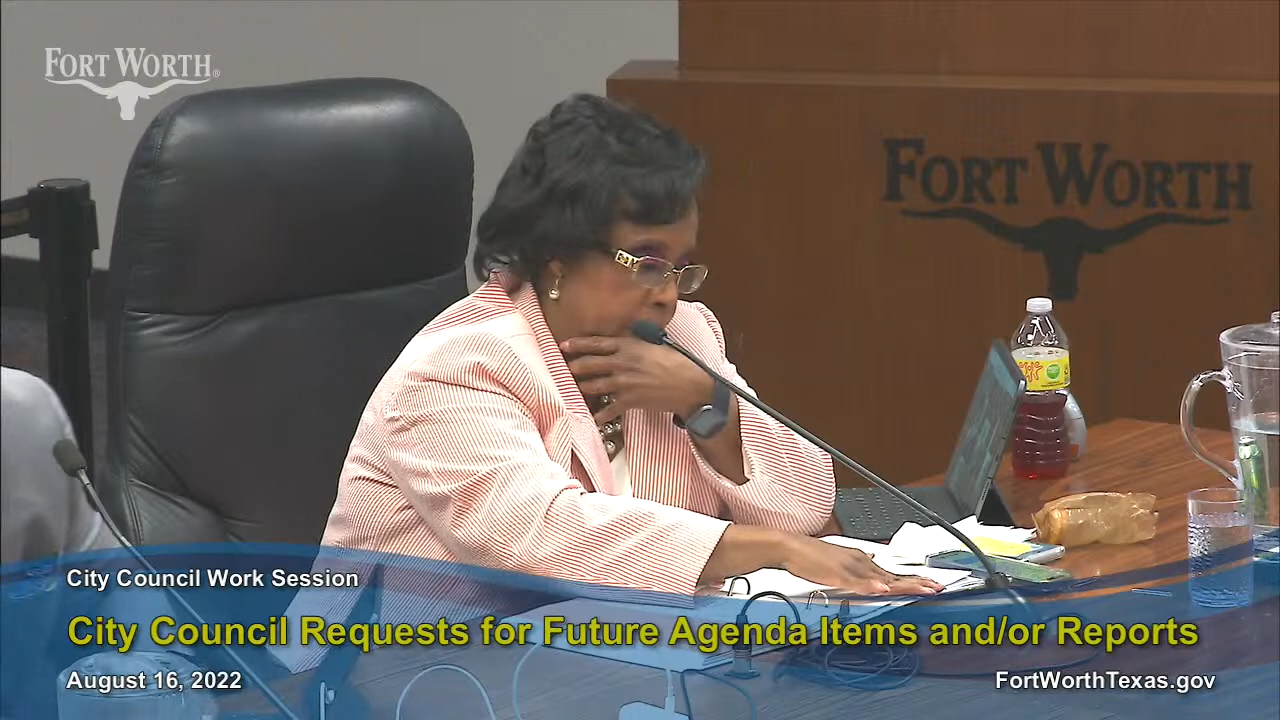 FORT WORTH®
FORT WORTH
City Council Work Session
City Council Requests for Future Agenda Items and/or Reports
August 16, 2022
FortWorthTexas.gov